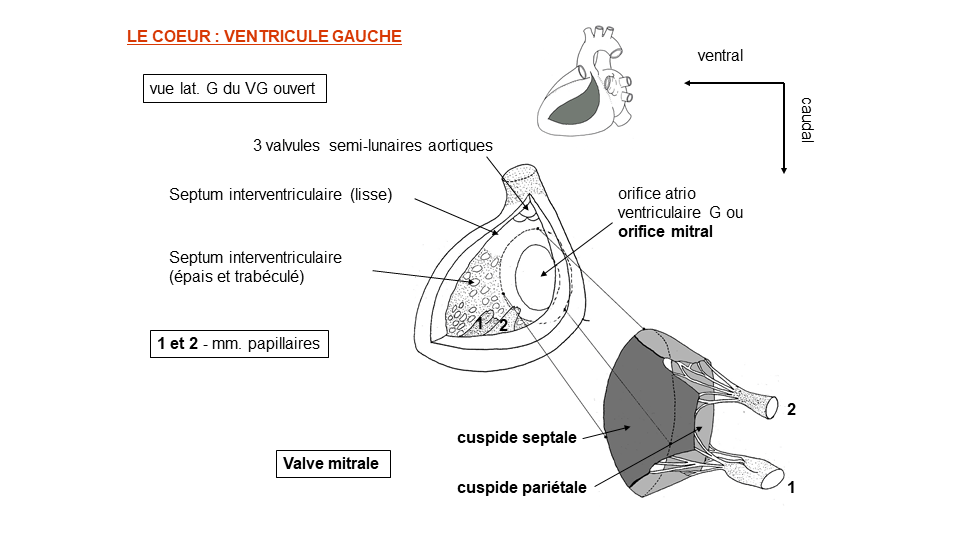 LE COEUR : VENTRICULE GAUCHE
ventral
vue lat. G du VG ouvert
caudal
3 valvules semi-lunaires aortiques
Septum interventriculaire (lisse)
orifice atrio
ventriculaire G ou
orifice mitral
Septum interventriculaire
(épais et trabéculé)
1 2
1 et 2 - mm. papillaires
2
cuspide septale
Valve mitrale
cuspide pariétale
1